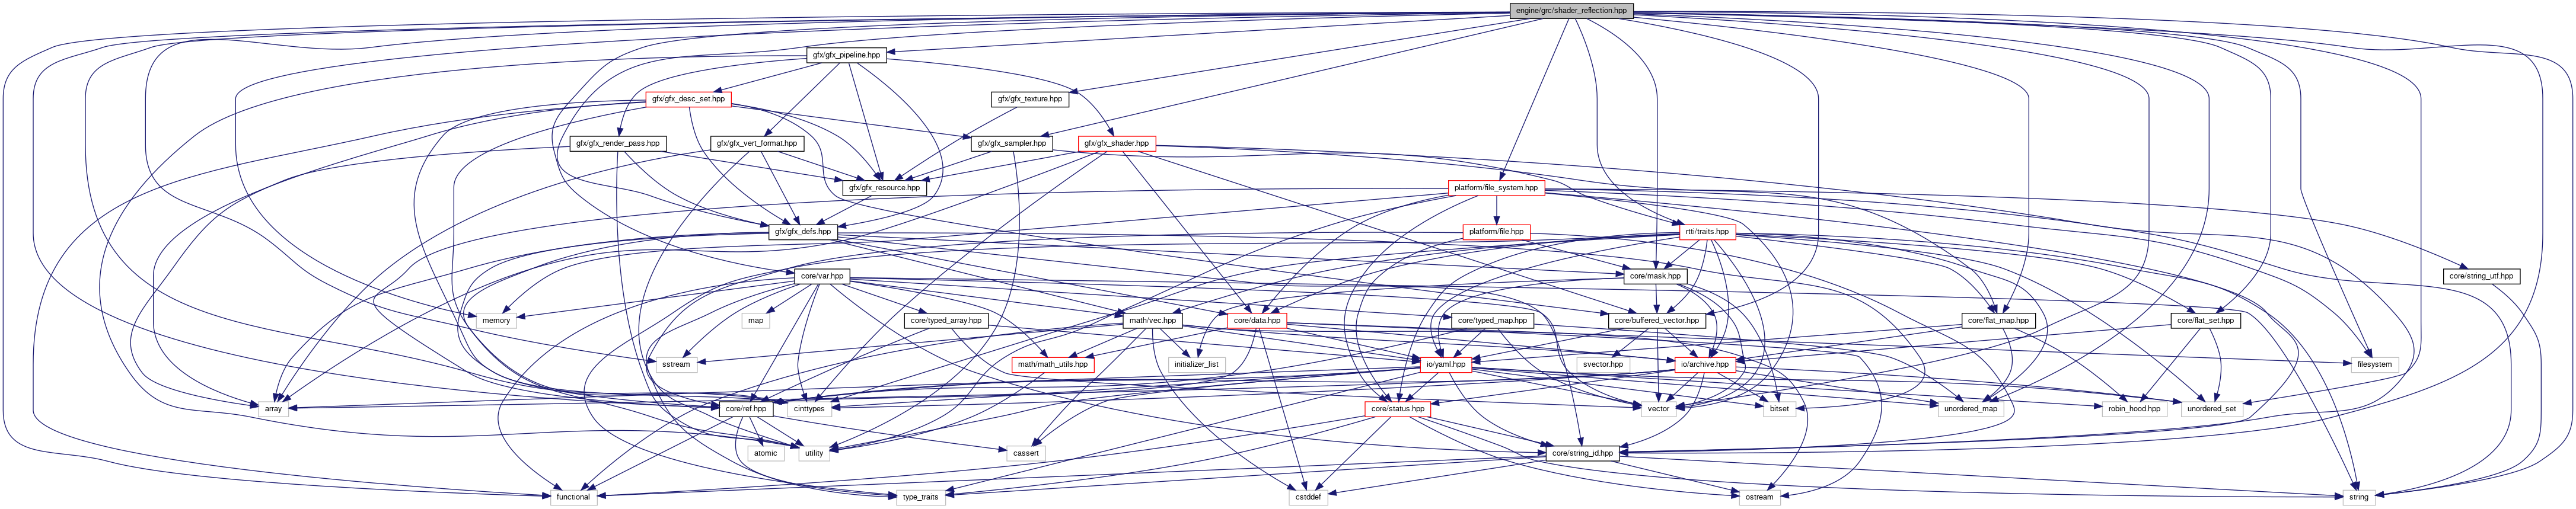 engine/grc/shader_reflection.hpp
gfx/gfx_pipeline.hpp
gfx/gfx_desc_set.hpp
gfx/gfx_texture.hpp
gfx/gfx_render_pass.hpp
gfx/gfx_vert_format.hpp
gfx/gfx_sampler.hpp
gfx/gfx_shader.hpp
gfx/gfx_resource.hpp
platform/file_system.hpp
gfx/gfx_defs.hpp
platform/file.hpp
rtti/traits.hpp
core/var.hpp
core/mask.hpp
core/string_utf.hpp
memory
map
core/typed_array.hpp
math/vec.hpp
core/data.hpp
core/typed_map.hpp
core/buffered_vector.hpp
core/flat_map.hpp
core/flat_set.hpp
sstream
math/math_utils.hpp
initializer_list
io/yaml.hpp
svector.hpp
io/archive.hpp
filesystem
array
core/ref.hpp
cinttypes
core/status.hpp
vector
bitset
unordered_map
robin_hood.hpp
unordered_set
atomic
utility
cassert
core/string_id.hpp
functional
type_traits
cstddef
ostream
string